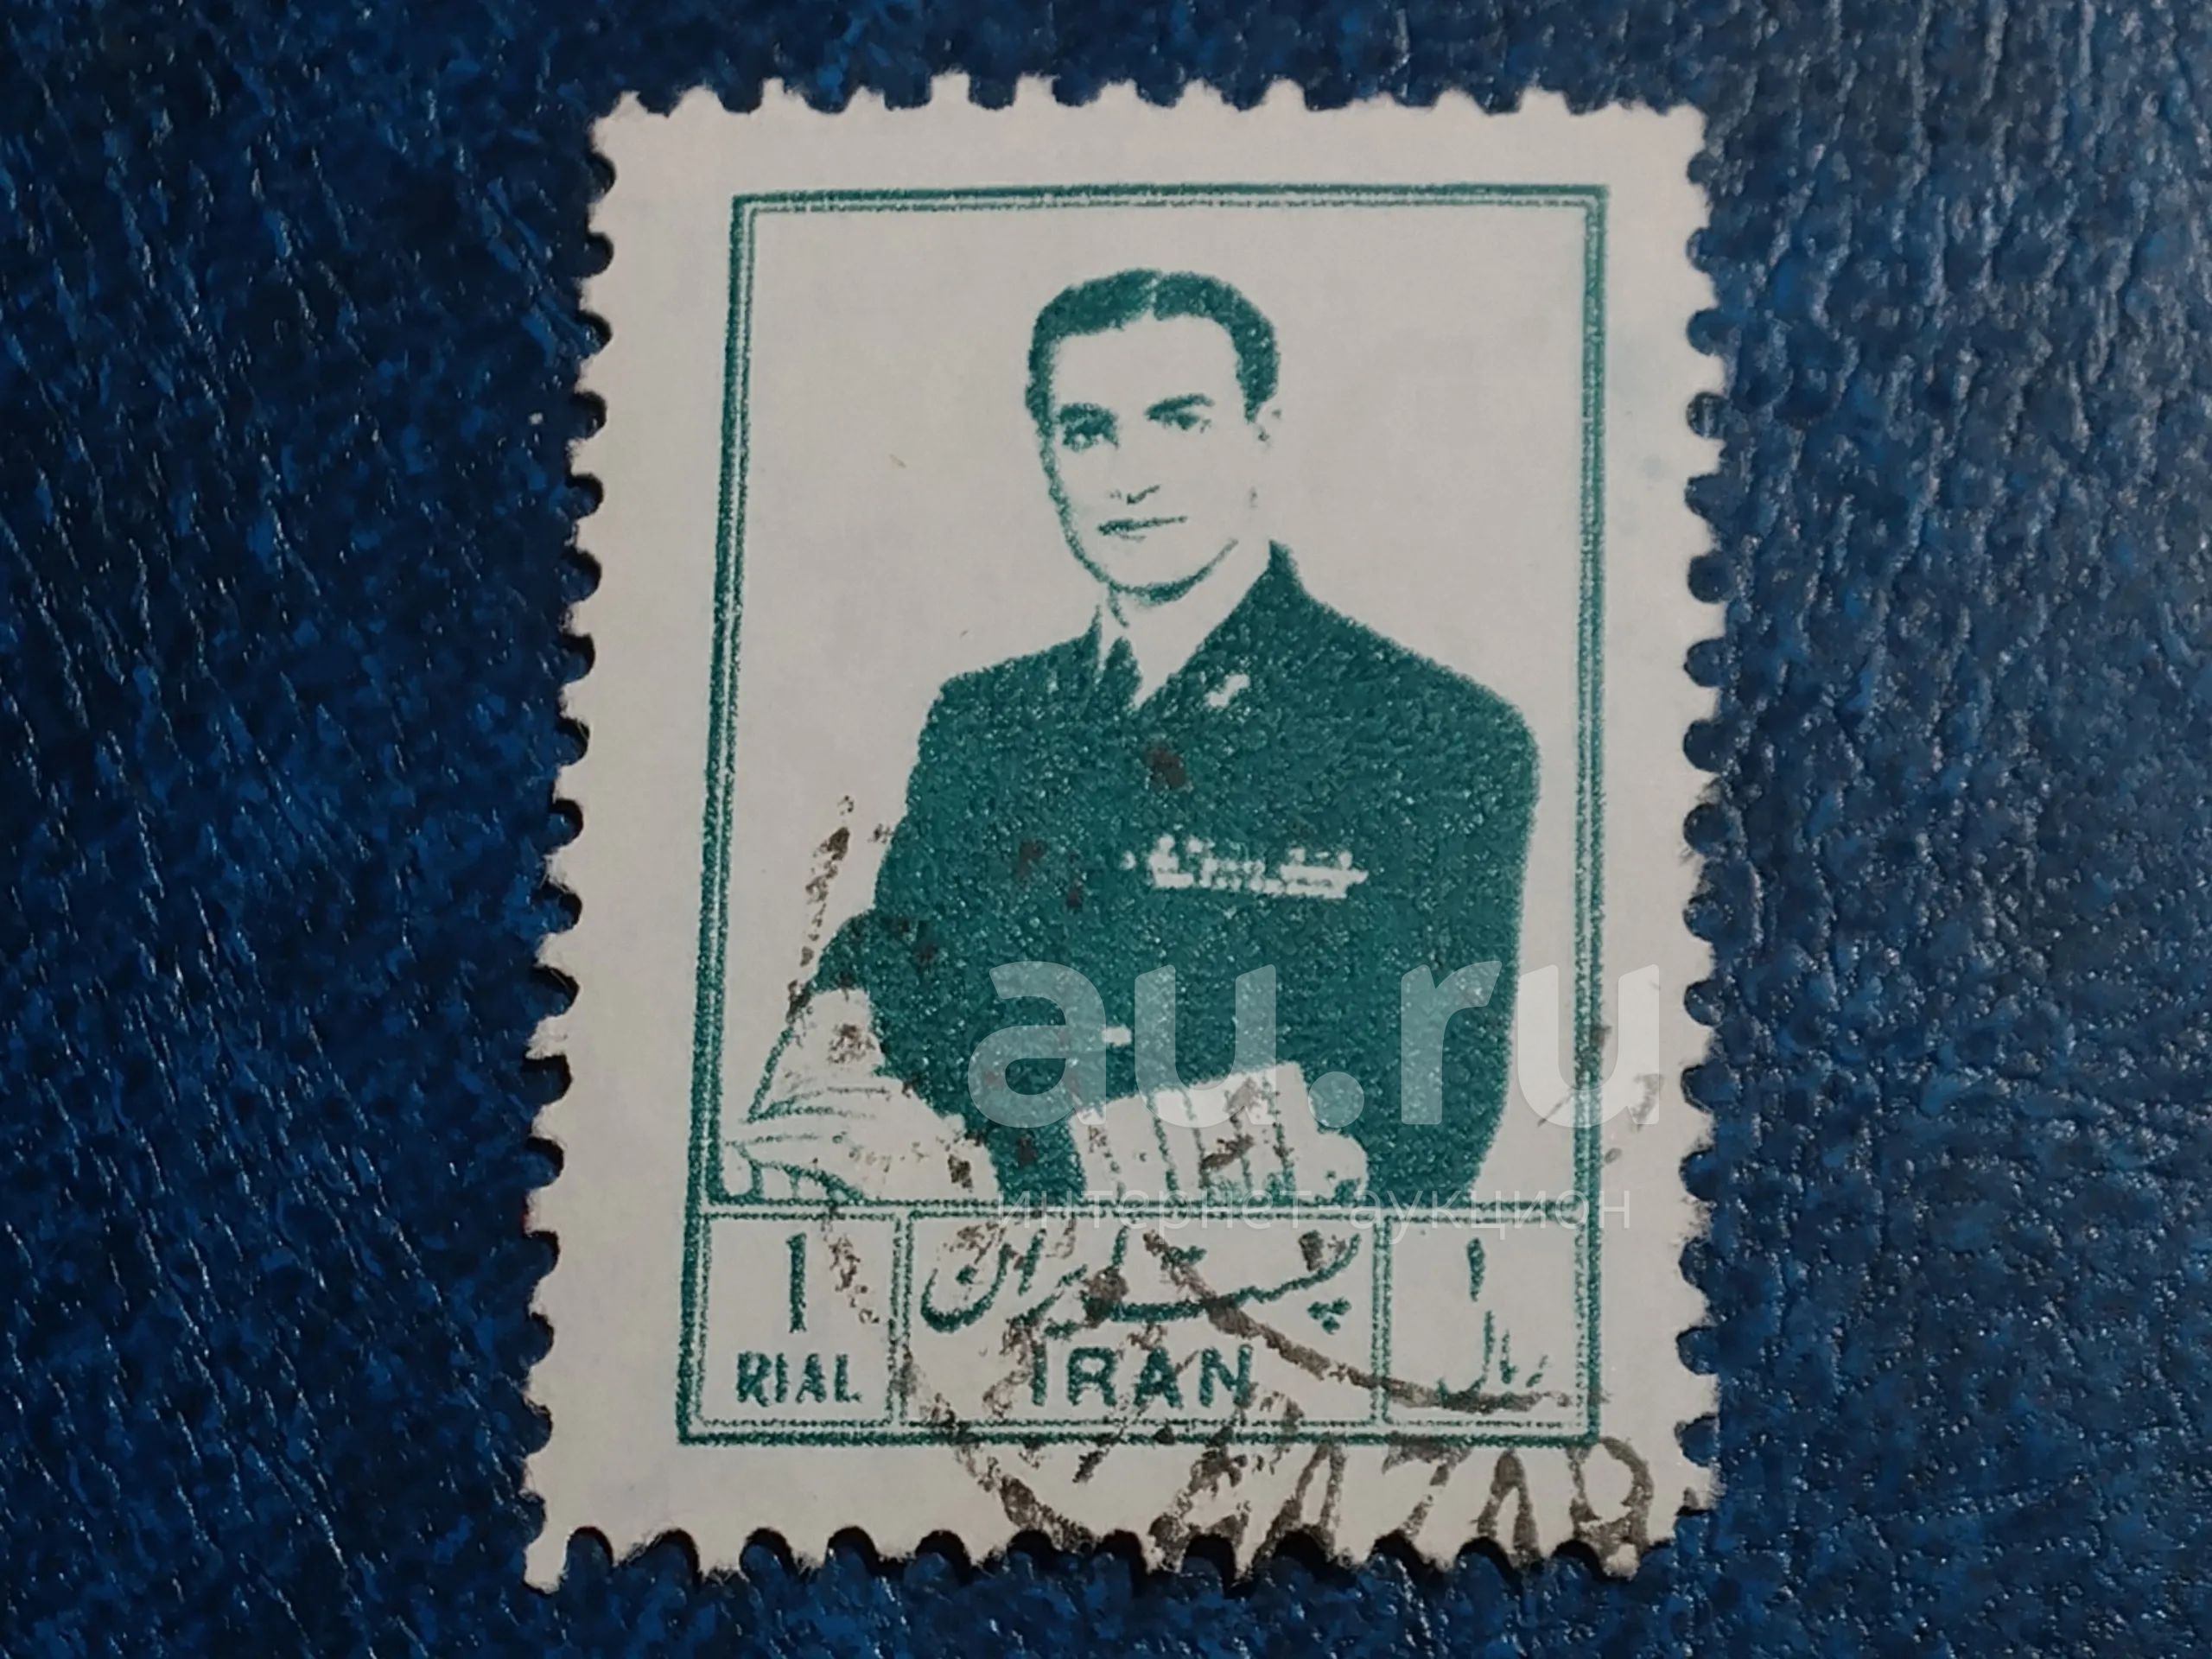 au.ru
интернет-аукцион
1
پست ایران
۱
RIAL
IRAN
ریال